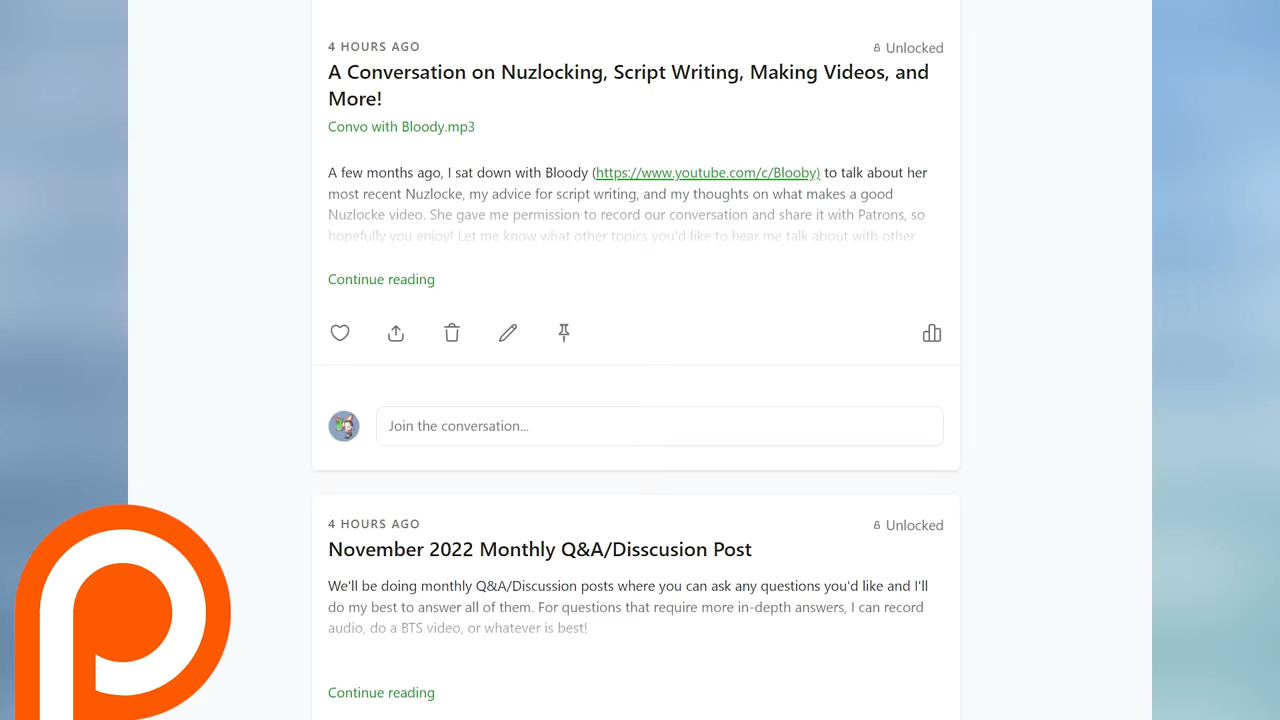 4 HOURS AGO
Unlocked
A Conversation on Nuzlocking, Script Writing, Making Videos, and
More!
Convo with Bloody.mp3
A few months ago, I sat down with Bloody (https://www.youtube.com/c/Blooby) to talk about her
most recent Nuzlocke, my advice for script writing, and my thoughts on what makes a good
Nuzlocke video. She gave me permission to record our conversation and share it with Patrons, so
hopefully you enjoy! Let me know what other topics you'd like to hear me talk about with other
Continue reading
Join the conversation...
4 HOURS AGO
Unlocked
November 2022 Monthly Q&A/Disscusion Post
We'll be doing monthly Q&A/Discussion posts where you can ask any questions you'd like and I'll
do my best to answer all of them. For questions that require more in-depth answers, I can record
audio, do a BTS video, or whatever is best!
Continue reading